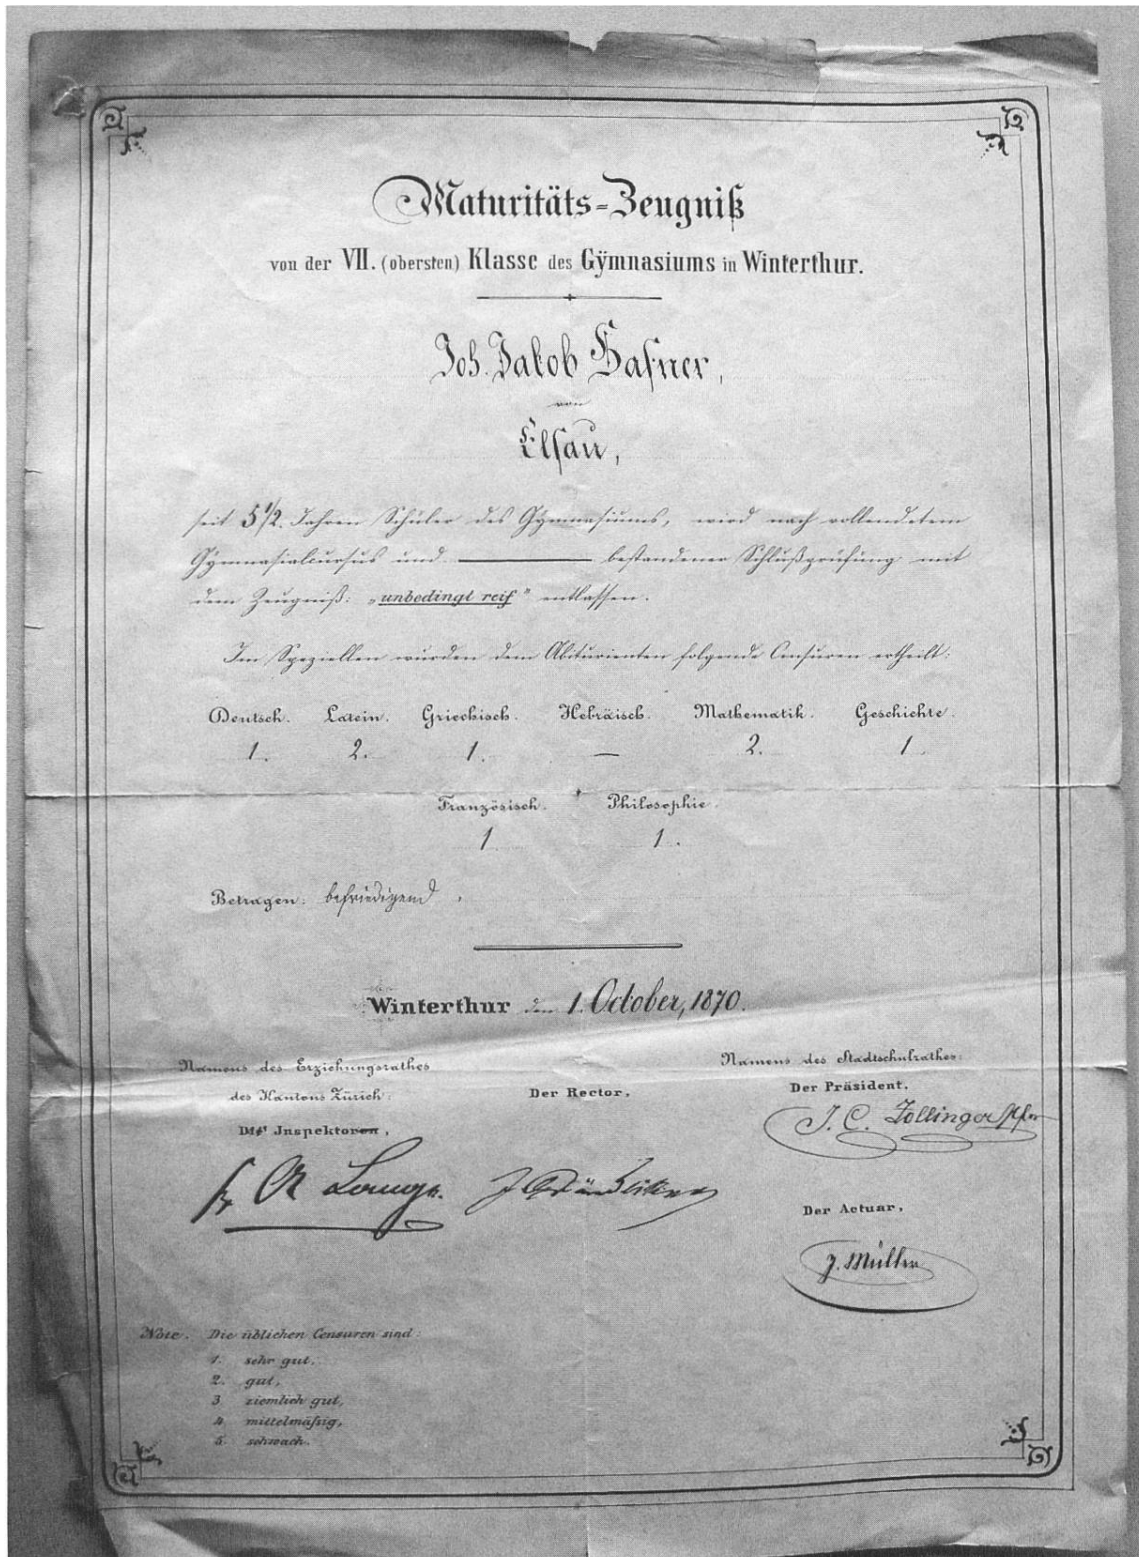 Maturitäts-Zeugniß
von der VII. (obersten) Klasse des Gÿmnasiums in Winterthur.
Joh. Jakob Hafner,
von
Elsau,
seit 5 1/2 Jahren Schüler des Gymnasiums, wird nach vollendetem
Gymnasialcursus und bestandener Schlußprüfung mit
dem Zeugniß: „unbedingt reif" entlassen.
Im Speziellen wurden dem Abiturienten folgende Censuren ertheilt:
Deutsch. Latein. Griechisch. Hebräisch. Mathematik. Geschichte.
1. 2. 1. — 2. 1.
Französisch. Philosophie.
1 1.
Betragen: befriedigend.
Winterthur den 1. October, 1870.
Namens des Erziehungsrathes
des Kantons Zürich:
Inspektoren,
Der Rector,
Namens des Stadtschulrathes:
Der Präsident,
J. C. Zollinger
Der Actuar,
J. Müller
Note. Die üblichen Censuren sind:
1. sehr gut.
2. gut,
3 ziemlich gut,
4. mittelmäßig,
5. schwach.